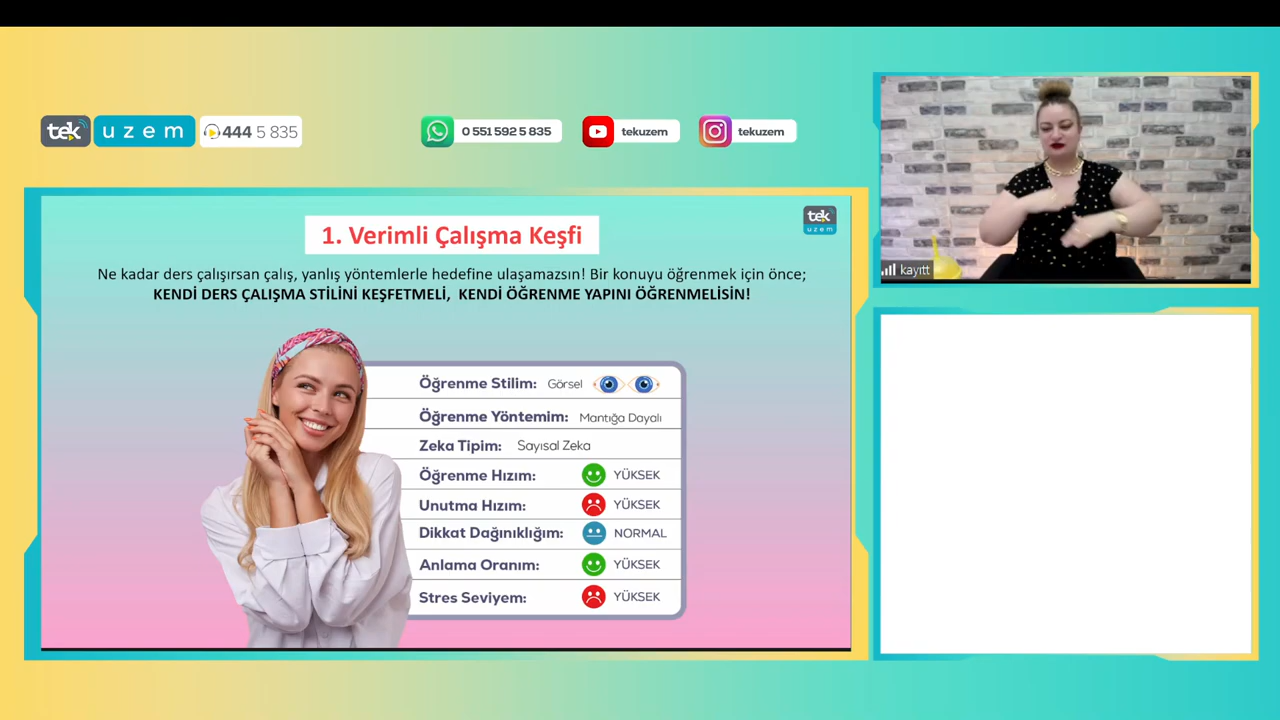 tek
uzem
444 5 835
0 551 592 5 835
tekuzem
tekuzem
kayıtt
tek
uzem
1. Verimli Çalışma Keşfi
Ne kadar ders çalışırsan çalış, yanlış yöntemlerle hedefine ulaşamazsın! Bir konuyu öğrenmek için önce;
KENDİ DERS ÇALIŞMA STİLİNİ KEŞFETMELİ, KENDİ ÖĞRENME YAPINI ÖĞRENMELİSİN!
Öğrenme Stilim: Görsel
Öğrenme Yöntemim: Mantığa Dayalı
Zeka Tipim: Sayısal Zeka
Öğrenme Hızım: YÜKSEK
Unutma Hızım: YÜKSEK
Dikkat Dağınıklığım: NORMAL
Anlama Oranım: YÜKSEK
Stres Seviyem: YÜKSEK